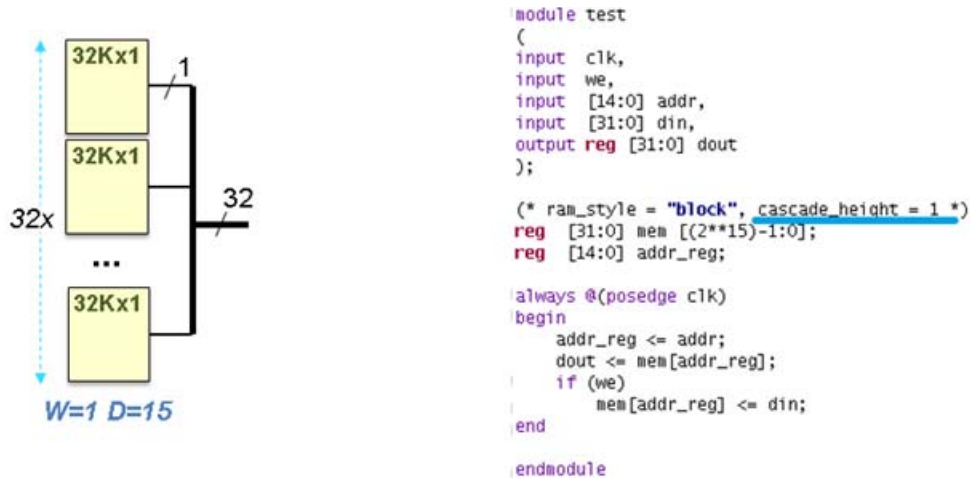 32Kx1
1
32Kx1
32x
32
...
32Kx1
W=1 D=15
module test
(
input clk,
input we,
input [14:0] addr,
input [31:0] din,
output reg [31:0] dout
);
(* ram_style = "block", cascade_height = 1 *)
reg [31:0] mem [(2**15)-1:0];
reg [14:0] addr_reg;
always @(posedge clk)
begin
addr_reg <= addr;
dout <= mem[addr_reg];
if (we)
mem[addr_reg] <= din;
end
endmodule